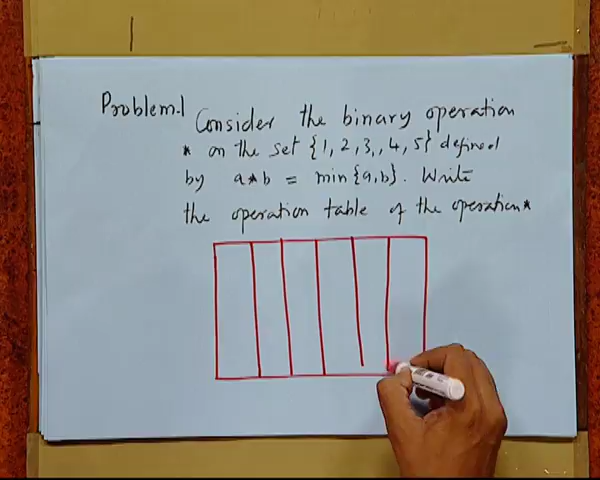 Problem.1 Consider the binary operation
* on the set {1, 2, 3, , 4, 5} defined
by a*b = min{a,b}. Write
the operation table of the operation*